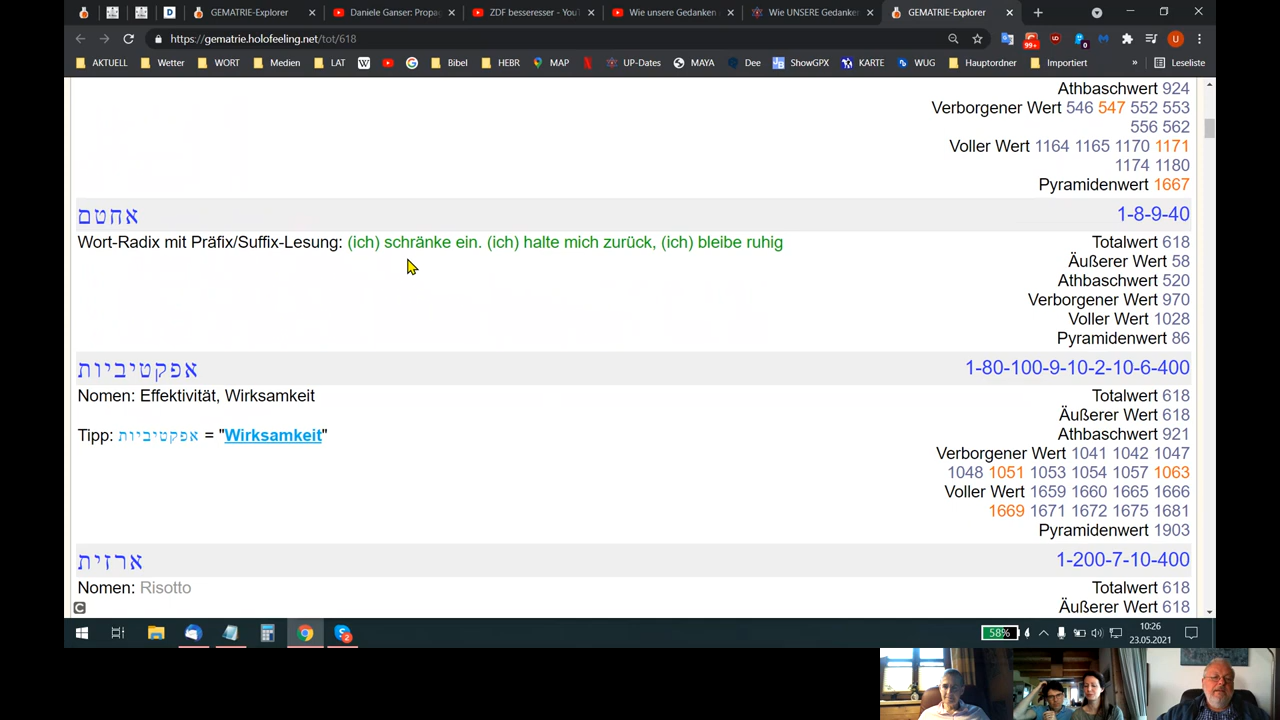 GEMATRIE-Explorer
Daniele Ganser: Propa
ZDF besseresser - YouT
Wie unsere Gedanken
Wie UNSERE Gedanken
GEMATRIE-Explorer
https://gematrie.holofeeling.net/tot/618
99+
0
U
AKTUELL Wetter WORT Medien LAT Bibel HEBR MAP UP-Dates MAYA Dee ShowGPX KARTE WUG Hauptordner Importiert » Leseliste
Athbaschwert 924
Verborgener Wert 546 547 552 553
556 562
Voller Wert 1164 1165 1170 1171
1174 1180
Pyramidenwert 1667
אחטם 1-8-9-40
Wort-Radix mit Präfix/Suffix-Lesung: (ich) schränke ein. (ich) halte mich zurück, (ich) bleibe ruhig
Totalwert 618
Äußerer Wert 58
Athbaschwert 520
Verborgener Wert 970
Voller Wert 1028
Pyramidenwert 86
אפקטיביות 1-80-100-9-10-2-10-6-400
Nomen: Effektivität, Wirksamkeit
Tipp: אפקטיביות = "Wirksamkeit"
Totalwert 618
Äußerer Wert 618
Athbaschwert 921
Verborgener Wert 1041 1042 1047
1048 1051 1053 1054 1057 1063
Voller Wert 1659 1660 1665 1666
1669 1671 1672 1675 1681
Pyramidenwert 1903
ארזית 1-200-7-10-400
Nomen: Risotto
Totalwert 618
Äußerer Wert 618
58%
10:26
23.05.2021